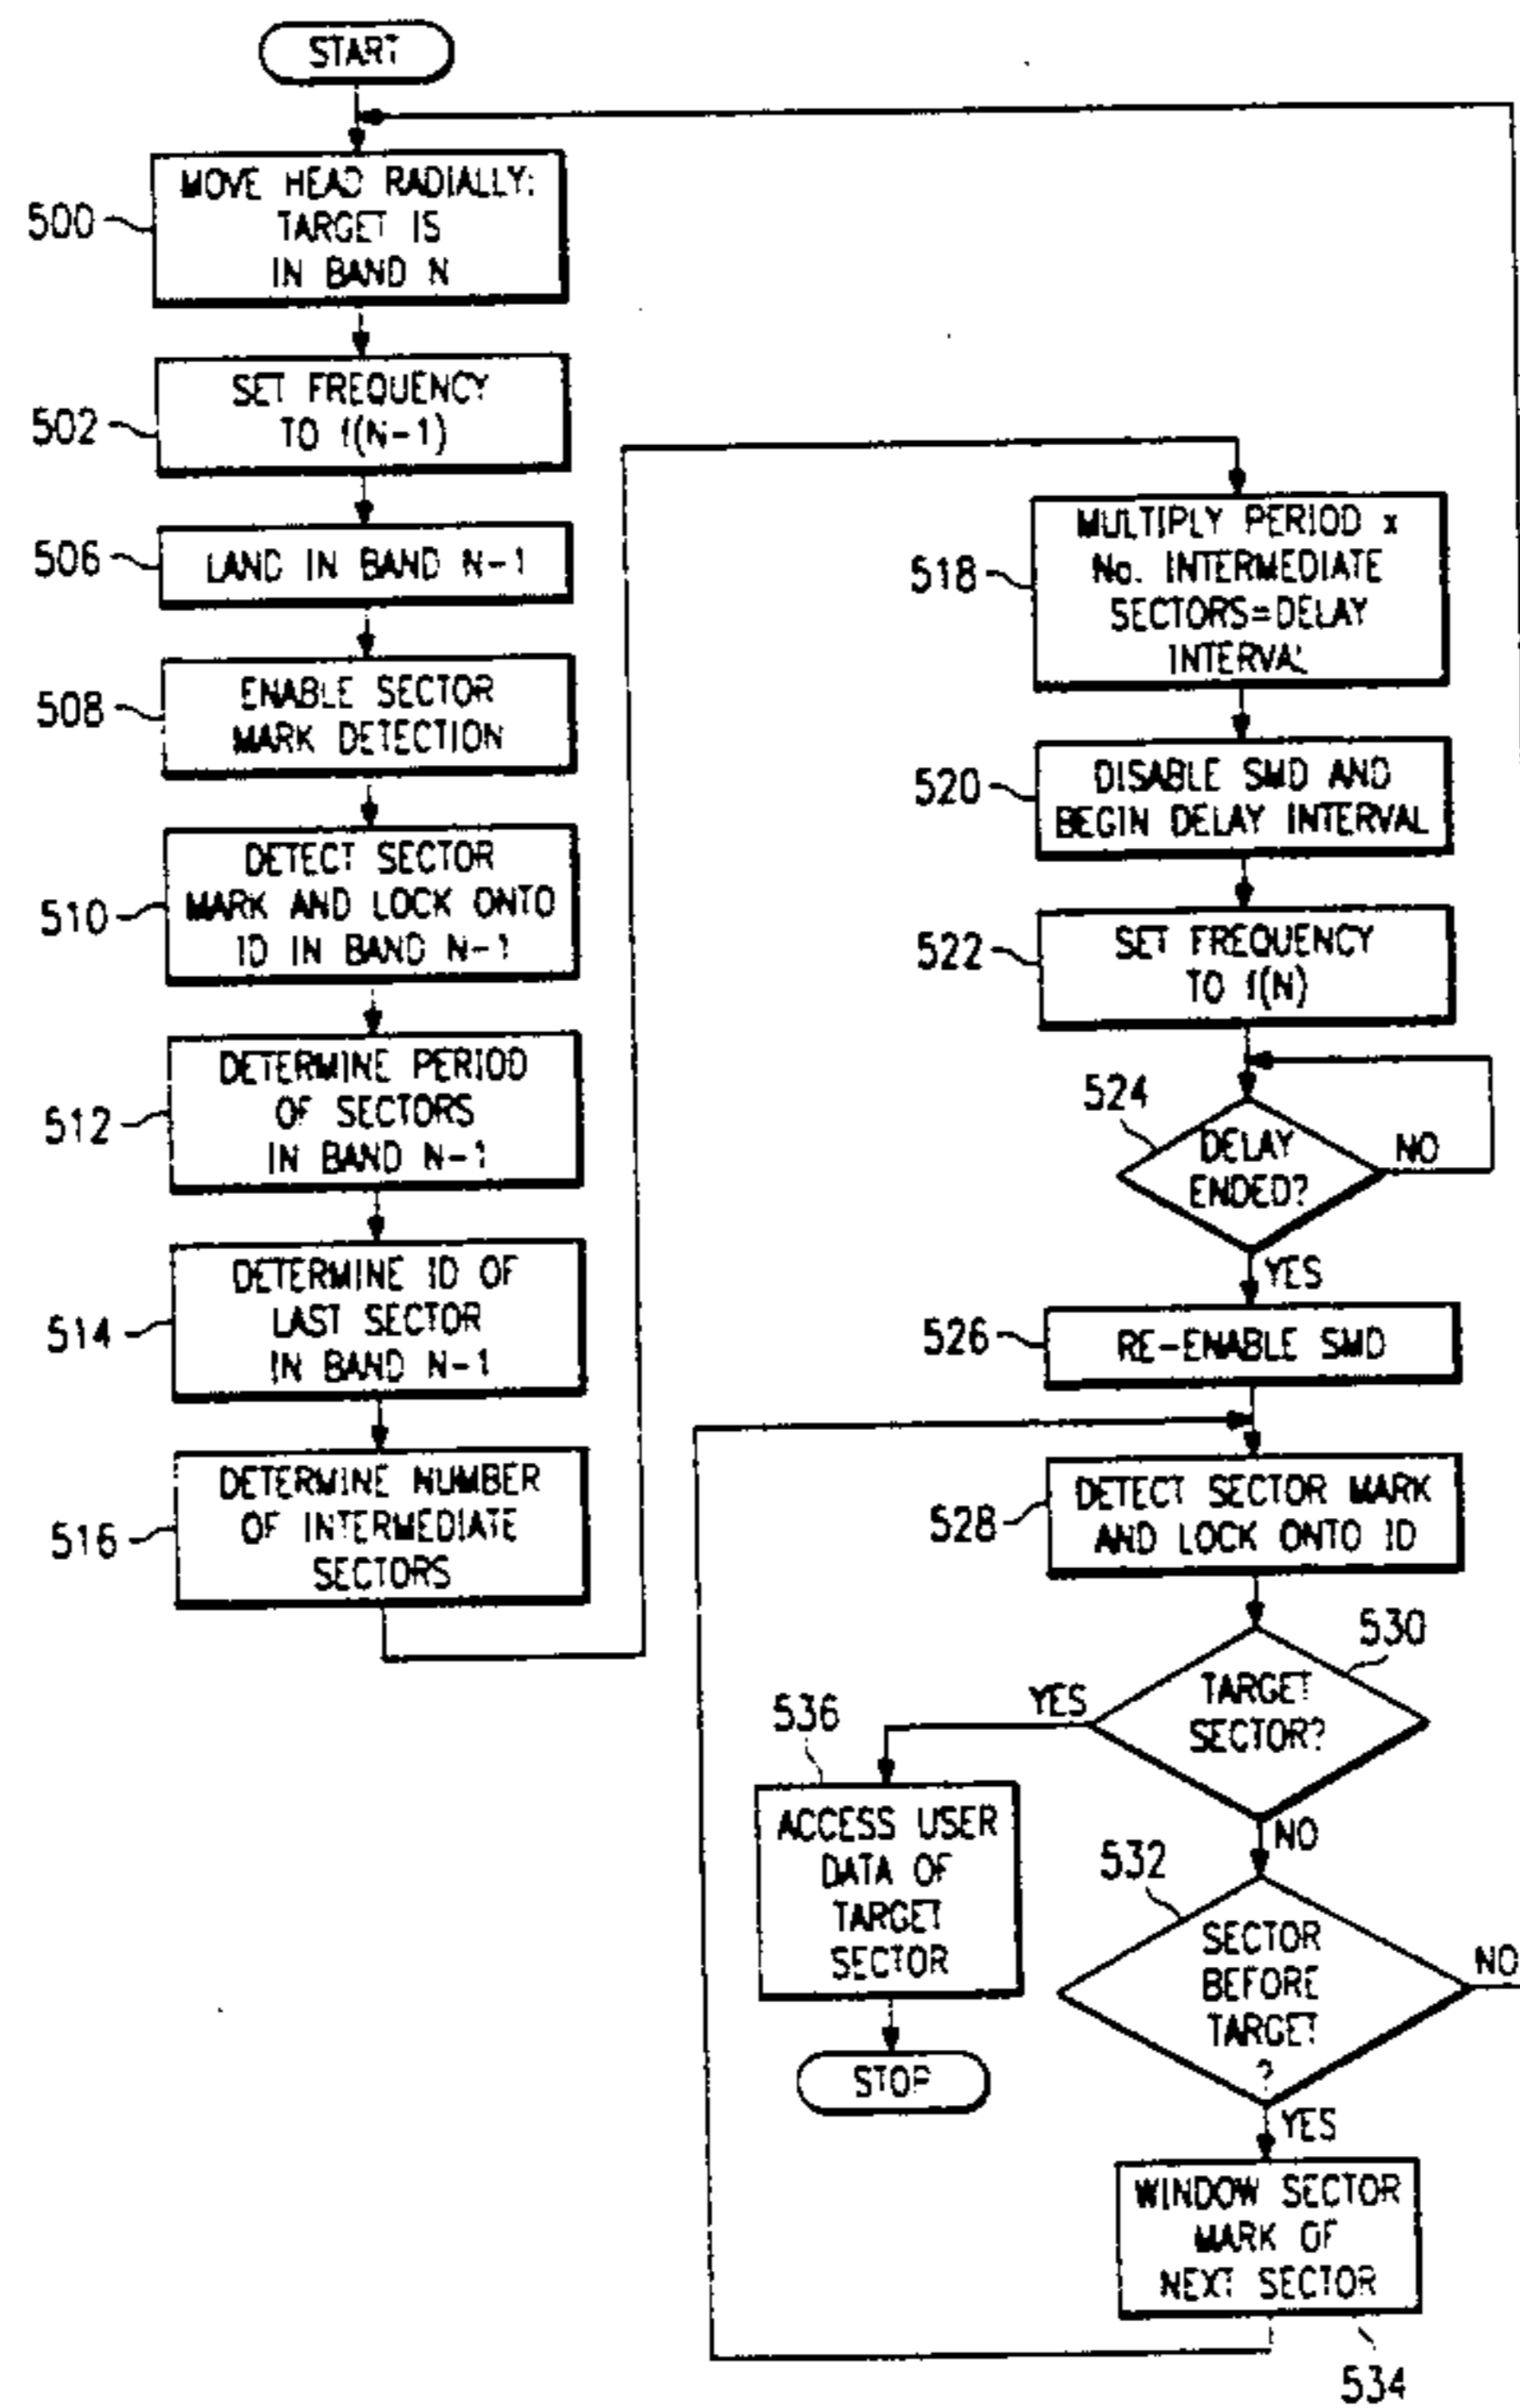 START
500
MOVE HEAD RADIALLY:
TARGET IS
IN BAND N
502
SET FREQUENCY
TO f(N-1)
506
LAND IN BAND N-1
508
ENABLE SECTOR
MARK DETECTION
510
DETECT SECTOR
MARK AND LOCK ONTO
ID IN BAND N-1
512
DETERMINE PERIOD
OF SECTORS
IN BAND N-1
514
DETERMINE ID OF
LAST SECTOR
IN BAND N-1
516
DETERMINE NUMBER
OF INTERMEDIATE
SECTORS
518
MULTIPLY PERIOD x
No. INTERMEDIATE
SECTORS=DELAY
INTERVAL
520
DISABLE SMD AND
BEGIN DELAY INTERVAL
522
SET FREQUENCY
TO f(N)
524
DELAY
ENDED?
NO
YES
526
RE-ENABLE SMD
528
DETECT SECTOR MARK
AND LOCK ONTO ID
530
TARGET
SECTOR?
YES
NO
536
ACCESS USER
DATA OF
TARGET
SECTOR
STOP
532
SECTOR
BEFORE
TARGET
?
NO
YES
WINDOW SECTOR
MARK OF
NEXT SECTOR
534